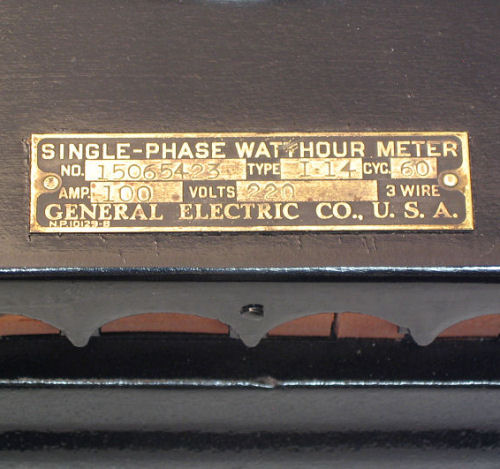 SINGLE-PHASE WATTHOUR METER
NO. 15065423 TYPE I-14 CYC. 60
AMP. 100 VOLTS 220 3 WIRE
GENERAL ELECTRIC CO., U. S. A.
N.P.10129-B